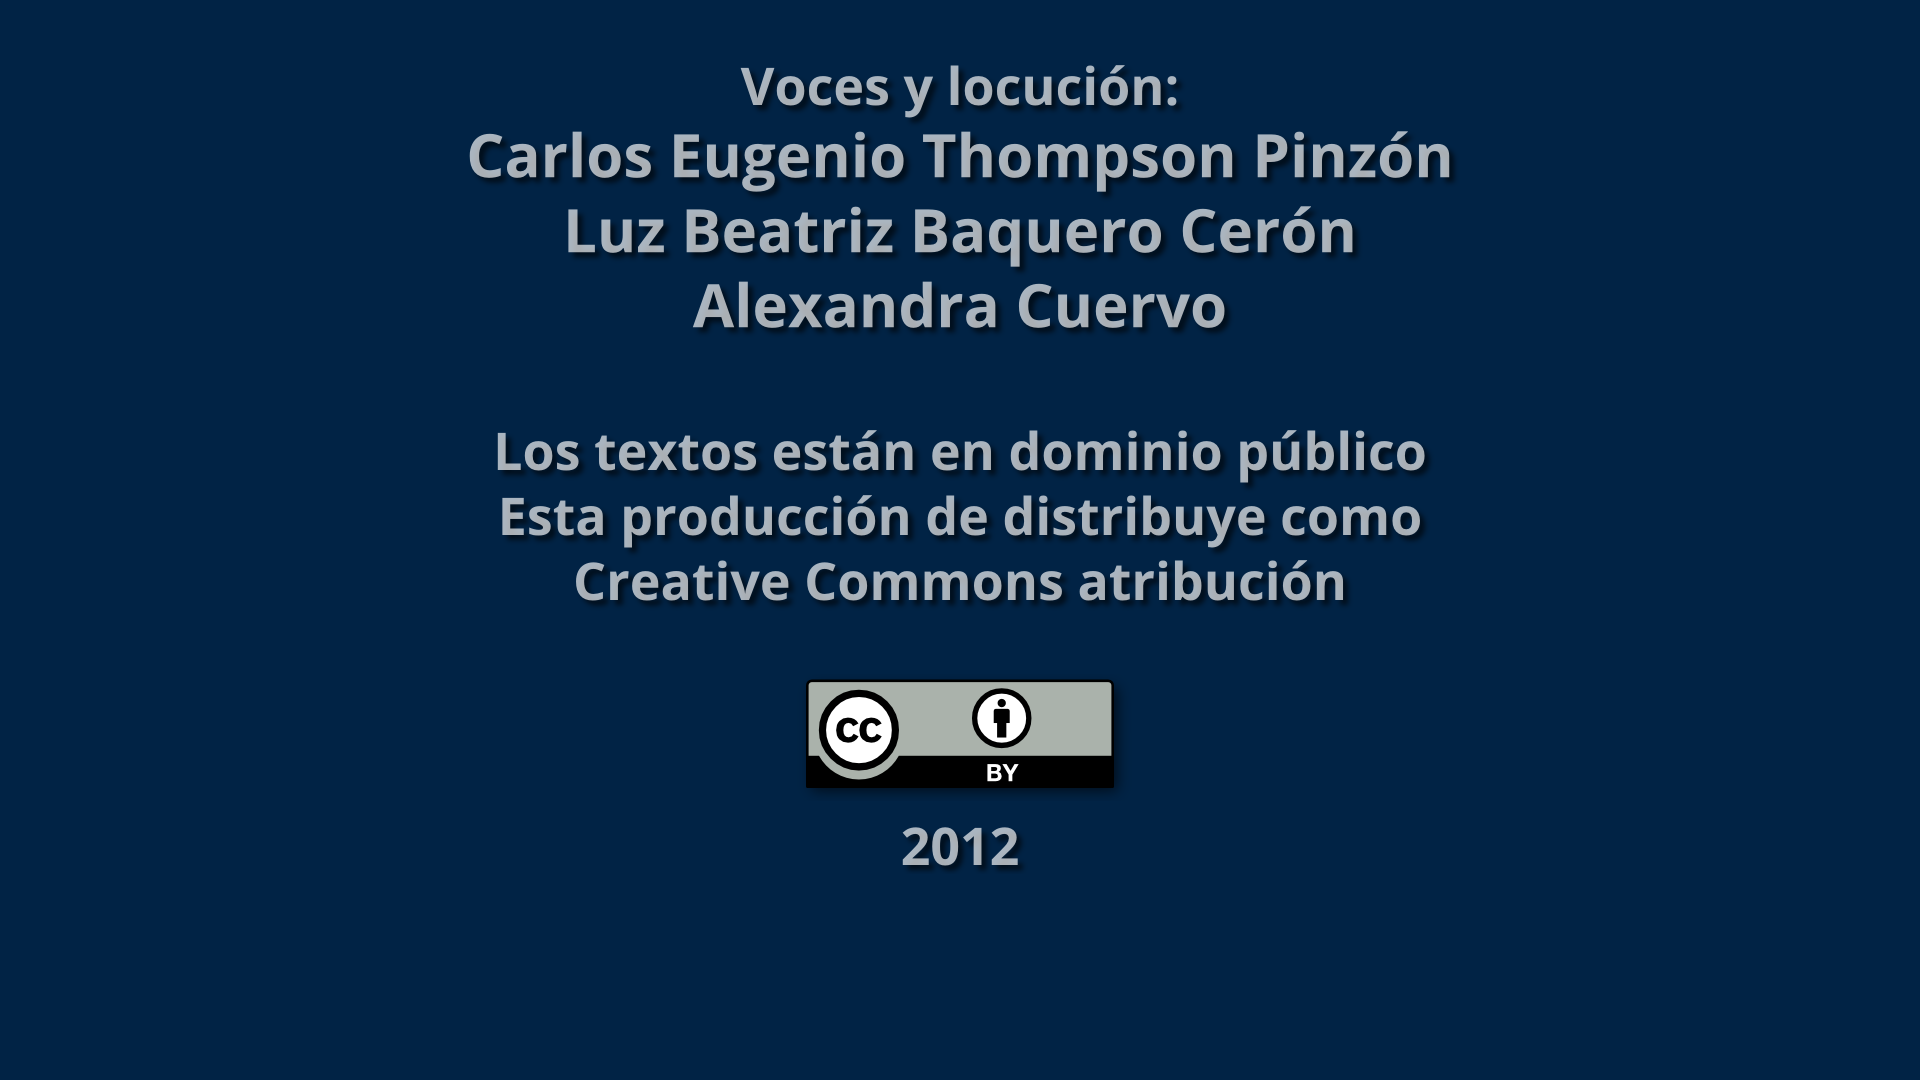 Voces y locución:
Carlos Eugenio Thompson Pinzón
Luz Beatriz Baquero Cerón
Alexandra Cuervo
Los textos están en dominio público
Esta producción de distribuye como
Creative Commons atribución
cc
BY
2012